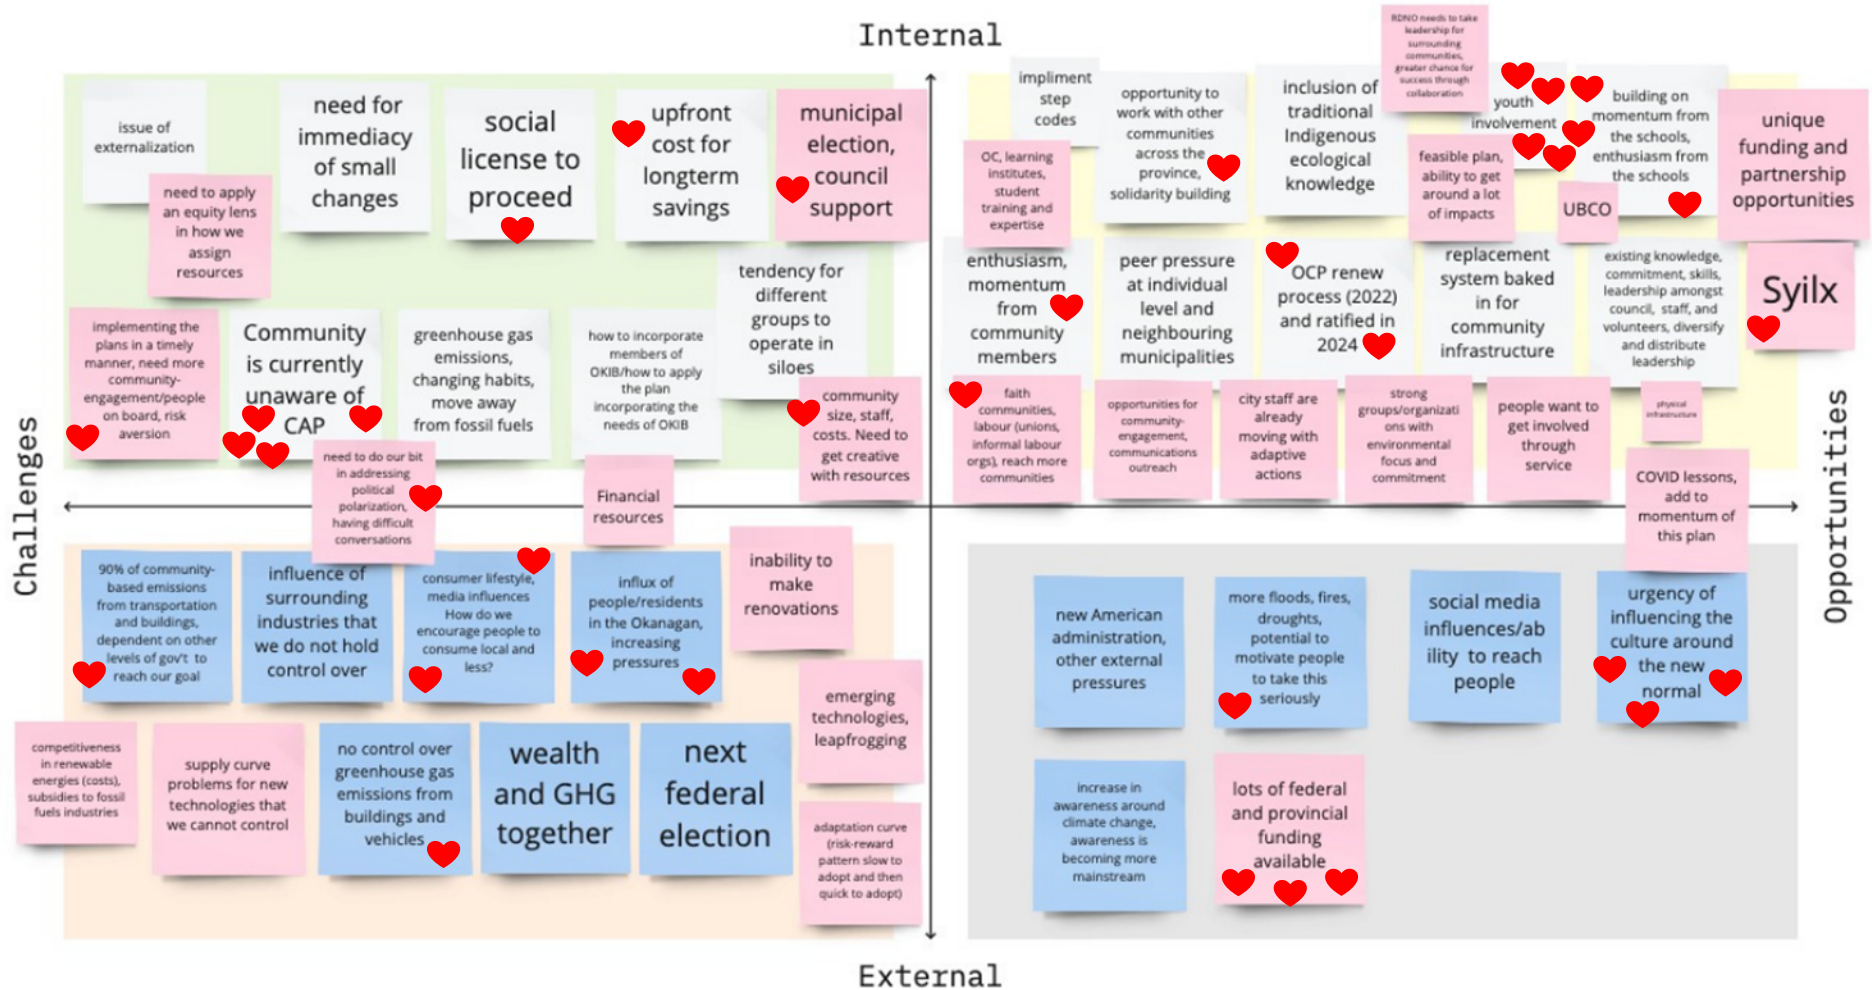 Internal
Challenges
Opportunities
External
issue of
externalization
need to apply
an equity lens
in how we
assign
resources
need for
immediacy
of small
changes
social
license to
proceed
upfront
cost for
longterm
savings
municipal
election,
council
support
implementing the
plans in a timely
manner, need more
community-
engagement/people
on board, risk
aversion
Community
is currently
unaware of
CAP
greenhouse gas
emissions,
changing habits,
move away
from fossil fuels
how to incorporate
members of
OKIB/how to apply
the plan
incorporating the
needs of OKIB
tendency for
different
groups to
operate in
siloes
community
size, staff,
costs. Need to
get creative
with resources
need to do our bit
in addressing
political
polarization,
having difficult
conversations
Financial
resources
impliment
step
codes
OC, learning
institutes,
student
training and
expertise
opportunity to
work with other
communities
across the
province,
solidarity building
inclusion of
traditional
Indigenous
ecological
knowledge
RDNO needs to take
leadership for
surrounding
communities,
greater chance for
success through
collaboration
youth
involvement
feasible plan,
ability to get
around a lot
of impacts
building on
momentum from
the schools,
enthusiasm from
the schools
UBCO
unique
funding and
partnership
opportunities
enthusiasm,
momentum
from
community
members
peer pressure
at individual
level and
neighbouring
municipalities
OCP renew
process (2022)
and ratified in
2024
replacement
system baked
in for
community
infrastructure
existing knowledge,
commitment, skills,
leadership amongst
council, staff, and
volunteers, diversify
and distribute
leadership
Syilx
faith
communities,
labour (unions,
informal labour
orgs), reach more
communities
opportunities for
community-
engagement,
communications
outreach
city staff are
already
moving with
adaptive
actions
strong
groups/organizati
ons with
environmental
focus and
commitment
people want to
get involved
through
service
physical
infrastructure
COVID lessons,
add to
momentum of
this plan
90% of community-
based emissions
from transportation
and buildings,
dependent on other
levels of gov't to
reach our goal
influence of
surrounding
industries that
we do not hold
control over
consumer lifestyle,
media influences
How do we
encourage people to
consume local and
less?
influx of
people/residents
in the Okanagan,
increasing
pressures
inability to
make
renovations
emerging
technologies,
leapfrogging
competitiveness
in renewable
energies (costs),
subsidies to fossil
fuels industries
supply curve
problems for new
technologies that
we cannot control
no control over
greenhouse gas
emissions from
buildings and
vehicles
wealth
and GHG
together
next
federal
election
adaptation curve
(risk-reward
pattern slow to
adopt and then
quick to adopt)
new American
administration,
other external
pressures
more floods, fires,
droughts,
potential to
motivate people
to take this
seriously
social media
influences/ab
ility to reach
people
urgency of
influencing the
culture around
the new
normal
increase in
awareness around
climate change,
awareness is
becoming more
mainstream
lots of federal
and provincial
funding
available